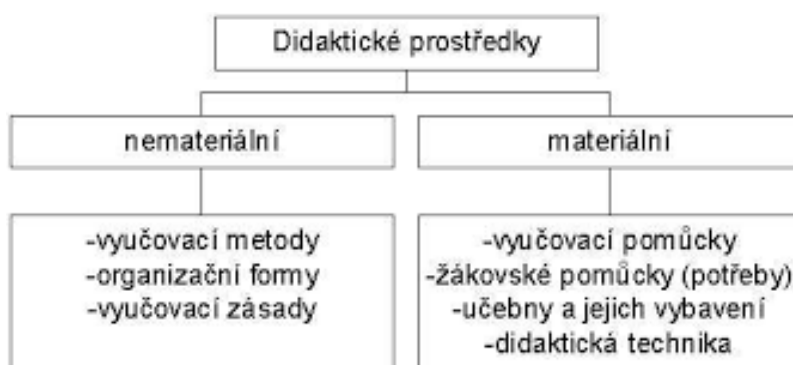 Didaktické prostředky
nemateriální
materiální
-vyučovací metody
-organizační formy
-vyučovací zásady
-vyučovací pomůcky
-žákovské pomůcky (potřeby)
-učebny a jejich vybavení
-didaktická technika